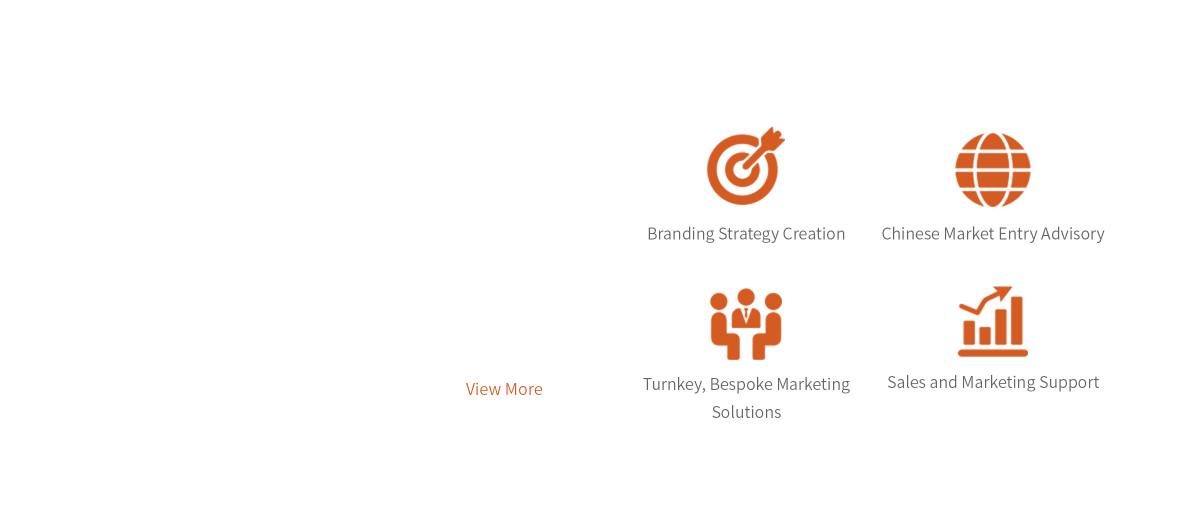 View More
Branding Strategy Creation
Chinese Market Entry Advisory
Turnkey, Bespoke Marketing
Solutions
Sales and Marketing Support